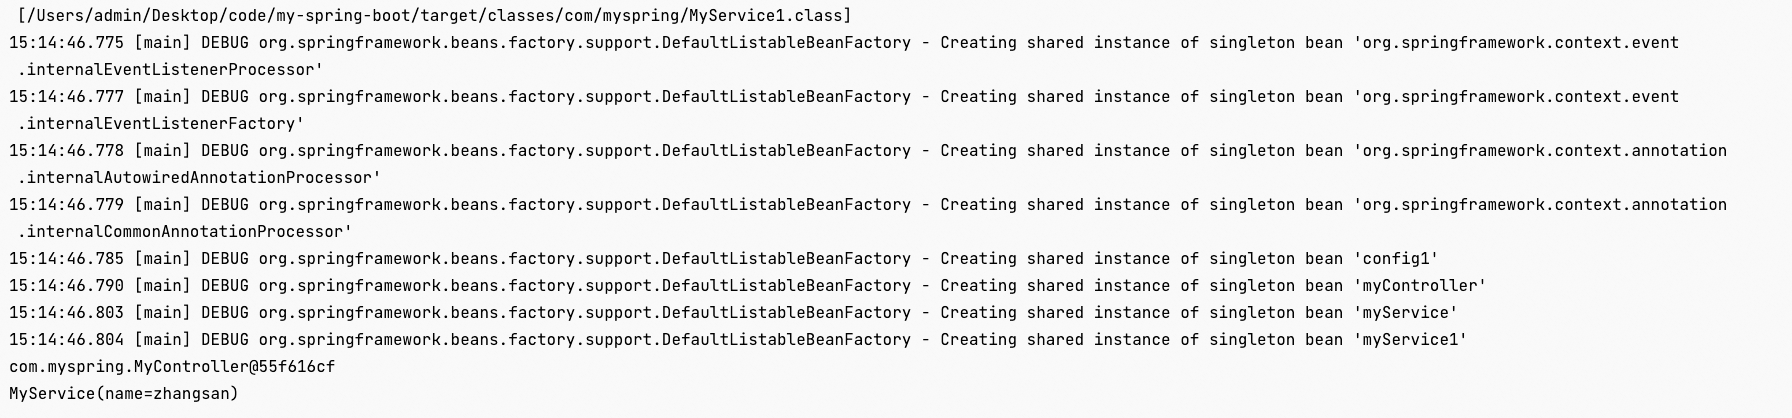 [/Users/admin/Desktop/code/my-spring-boot/target/classes/com/myspring/MyService1.class]
15:14:46.775 [main] DEBUG org.springframework.beans.factory.support.DefaultListableBeanFactory - Creating shared instance of singleton bean 'org.springframework.context.event
.internalEventListenerProcessor'
15:14:46.777 [main] DEBUG org.springframework.beans.factory.support.DefaultListableBeanFactory - Creating shared instance of singleton bean 'org.springframework.context.event
.internalEventListenerFactory'
15:14:46.778 [main] DEBUG org.springframework.beans.factory.support.DefaultListableBeanFactory - Creating shared instance of singleton bean 'org.springframework.context.annotation
.internalAutowiredAnnotationProcessor'
15:14:46.779 [main] DEBUG org.springframework.beans.factory.support.DefaultListableBeanFactory - Creating shared instance of singleton bean 'org.springframework.context.annotation
.internalCommonAnnotationProcessor'
15:14:46.785 [main] DEBUG org.springframework.beans.factory.support.DefaultListableBeanFactory - Creating shared instance of singleton bean 'config1'
15:14:46.790 [main] DEBUG org.springframework.beans.factory.support.DefaultListableBeanFactory - Creating shared instance of singleton bean 'myController'
15:14:46.803 [main] DEBUG org.springframework.beans.factory.support.DefaultListableBeanFactory - Creating shared instance of singleton bean 'myService'
15:14:46.804 [main] DEBUG org.springframework.beans.factory.support.DefaultListableBeanFactory - Creating shared instance of singleton bean 'myService1'
com.myspring.MyController@55f616cf
MyService(name=zhangsan)